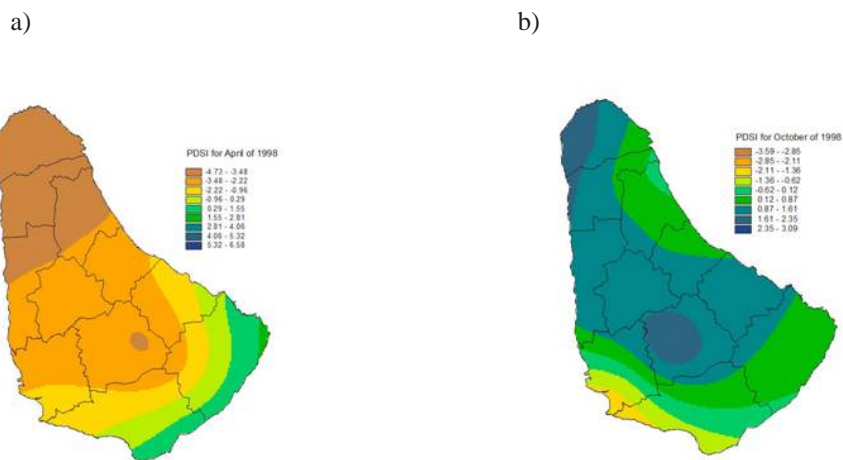 a)
b)
PDSI for April of 1998
-4.73 - -3.48
-3.48 - -2.22
-2.22 - -0.96
-0.96 - 0.29
0.29 - 1.55
1.55 - 2.81
2.81 - 4.06
4.06 - 5.32
5.32 - 6.58
PDSI for October of 1998
-3.59 - -2.85
-2.85 - -2.11
-2.11 - -1.36
-1.36 - -0.62
-0.62 - 0.12
0.12 - 0.87
0.87 - 1.61
1.61 - 2.35
2.35 - 3.09